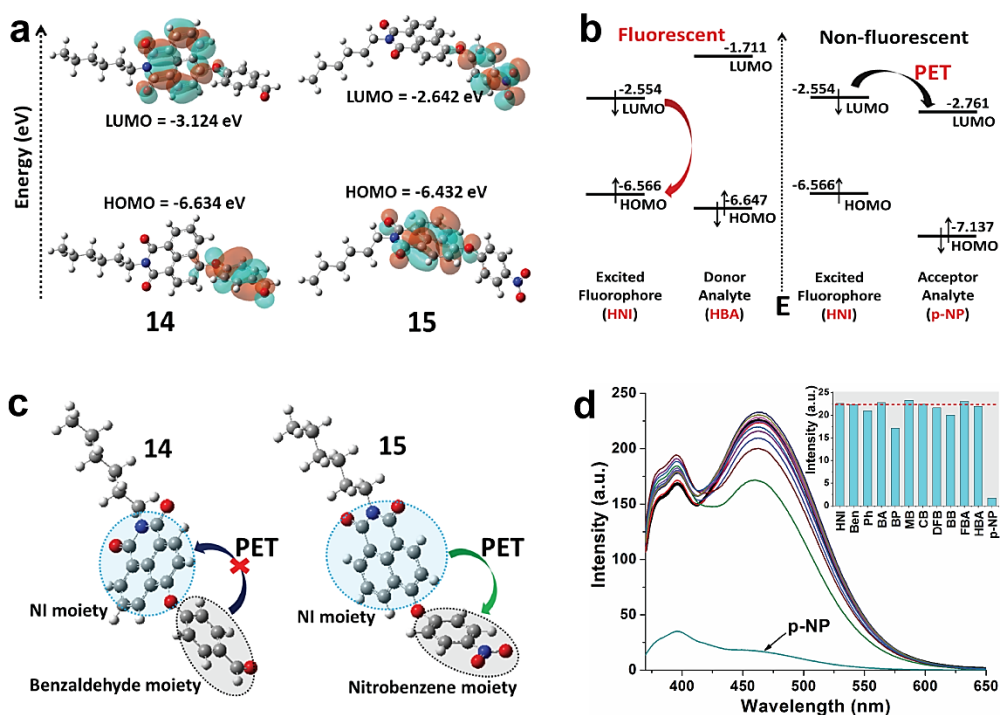 a
Energy (eV)
LUMO = -3.124 eV
LUMO = -2.642 eV
HOMO = -6.634 eV
HOMO = -6.432 eV
14
15
b
Fluorescent
Non-fluorescent
-1.711
LUMO
-2.554
LUMO
-6.566
HOMO
-6.647
HOMO
Excited
Fluorophore
(HNI)
Donor
Analyte
(HBA)
E
PET
-2.554
LUMO
-2.761
LUMO
-6.566
HOMO
-7.137
HOMO
Excited
Fluorophore
(HNI)
Acceptor
Analyte
(p-NP)
c
14
PET
NI moiety
Benzaldehyde moiety
15
PET
NI moiety
Nitrobenzene moiety
d
Intensity (a.u.)
250
200
150
100
50
0
400
450
500
550
600
650
Wavelength (nm)
p-NP
Intensity (a.u.)
25
20
15
10
5
0
HNI
Ben
Ph
BA
BP
MB
CB
DFB
BB
FBA
HBA
p-NP